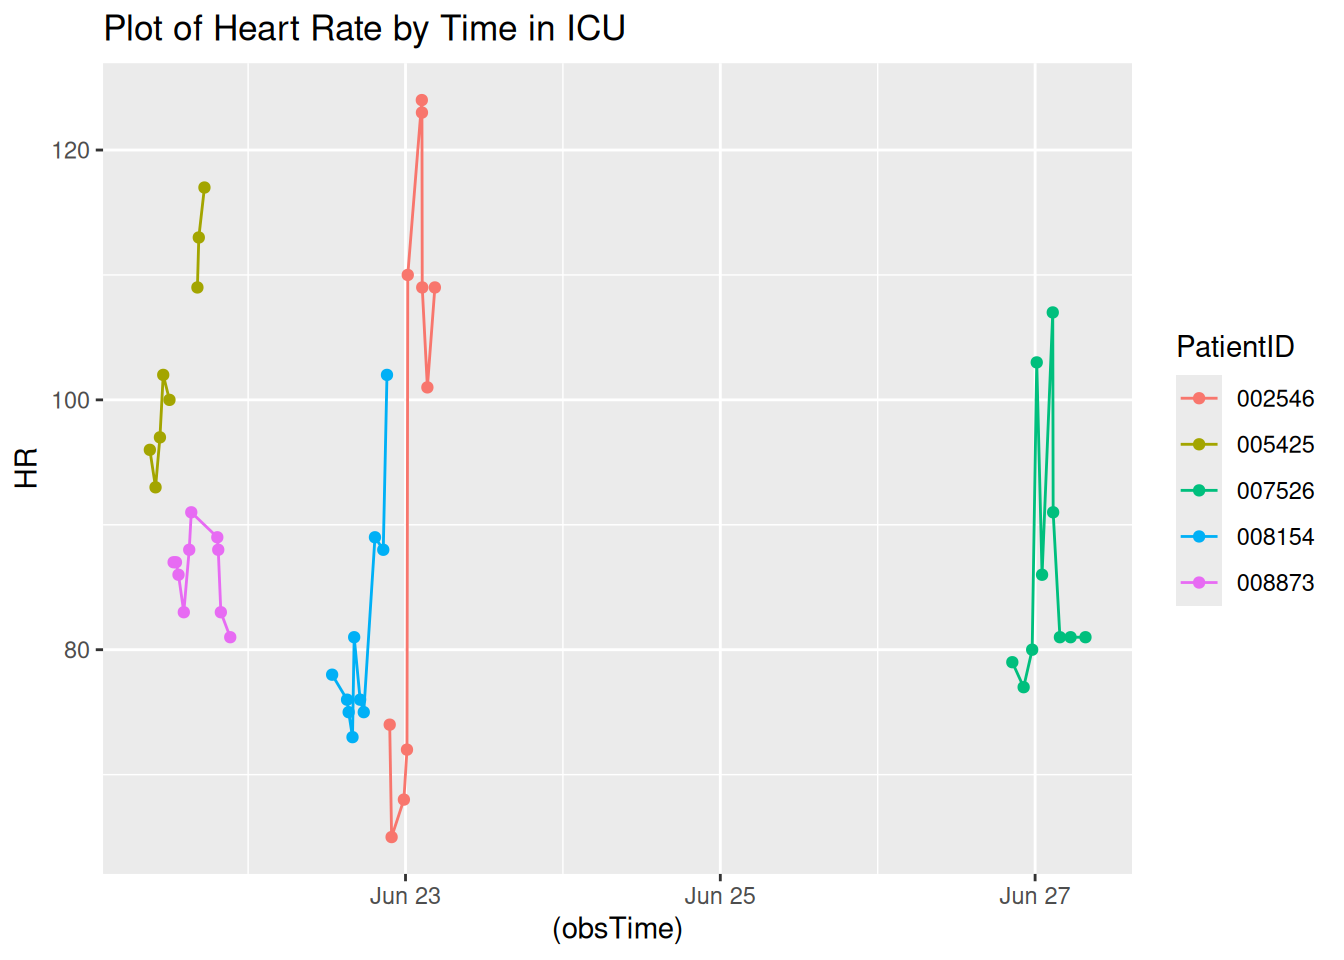 Plot of Heart Rate by Time in ICU
120
100
80
HR
Jun 23
Jun 25
Jun 27
(obsTime)
PatientID
002546
005425
007526
008154
008873